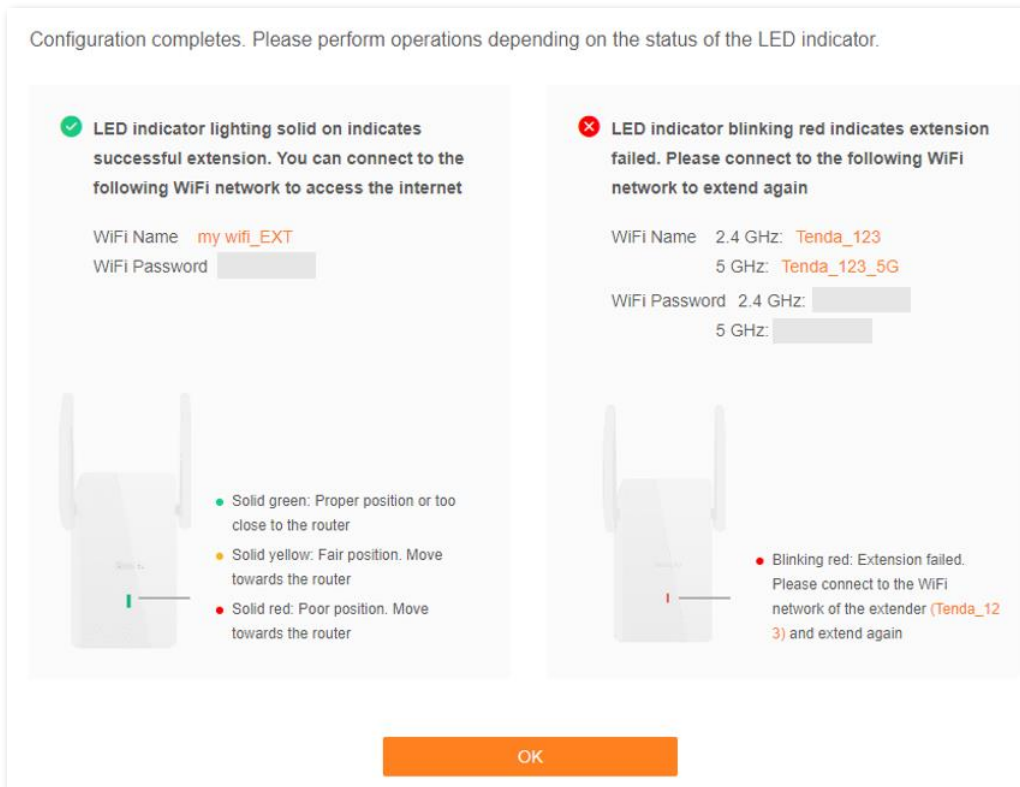 Configuration completes. Please perform operations depending on the status of the LED indicator.
LED indicator lighting solid on indicates
successful extension. You can connect to the
following WiFi network to access the internet
WiFi Name my wifi_EXT
WiFi Password
Solid green: Proper position or too
close to the router
Solid yellow: Fair position. Move
towards the router
Solid red: Poor position. Move
towards the router
LED indicator blinking red indicates extension
failed. Please connect to the following WiFi
network to extend again
WiFi Name 2.4 GHz: Tenda_123
5 GHz: Tenda_123_5G
WiFi Password 2.4 GHz:
5 GHz:
Blinking red: Extension failed.
Please connect to the WiFi
network of the extender (Tenda_12
3) and extend again
OK